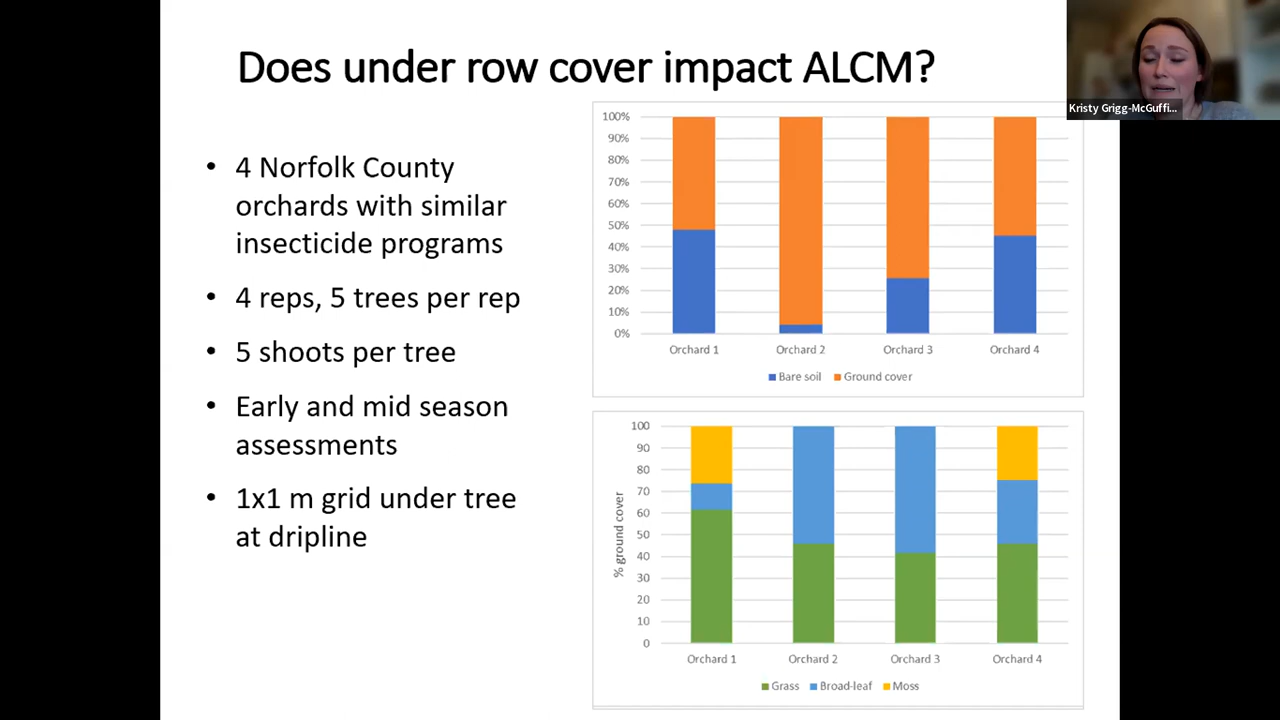 Does under row cover impact ALCM?
Kristy Grigg-McGuffi...
• 4 Norfolk County
orchards with similar
insecticide programs
• 4 reps, 5 trees per rep
• 5 shoots per tree
• Early and mid season
assessments
• 1x1 m grid under tree
at dripline
100%
90%
80%
70%
60%
50%
40%
30%
20%
10%
0%
Orchard 1 Orchard 2 Orchard 3 Orchard 4
Bare soil Ground cover
% ground cover
100
90
80
70
60
50
40
30
20
10
0
Orchard 1 Orchard 2 Orchard 3 Orchard 4
Grass Broad-leaf Moss